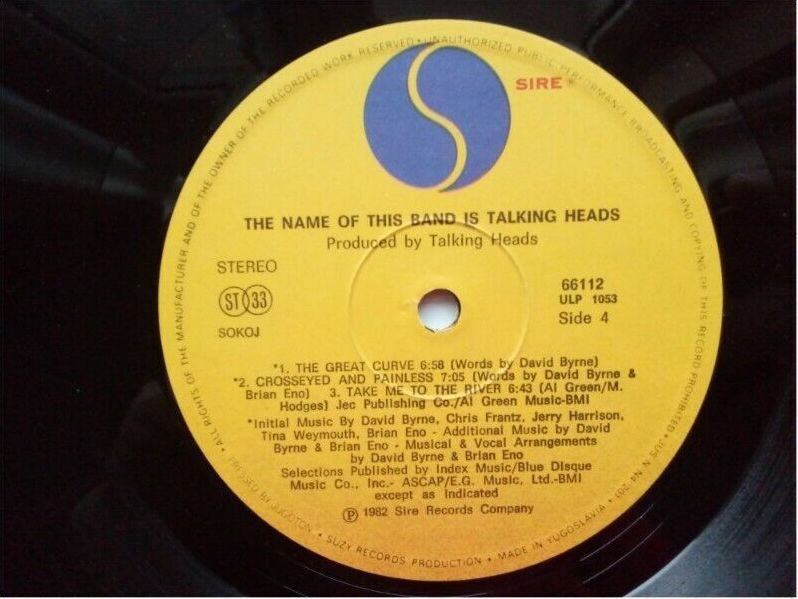 SIRE
THE NAME OF THIS BAND IS TALKING HEADS
Produced by Talking Heads
STEREO
ST 33
SOKOJ
66112
ULP 1053
Side 4
*1. THE GREAT CURVE 6:58 (Words by David Byrne)
*2. CROSSEYED AND PAINLESS 7:05 (Words by David Byrne &
Brian Eno) 3. TAKE ME TO THE RIVER 6:43 (Al Green/M.
Hodges) Jec Publishing Co./Al Green Music-BMI
*Initial Music By David Byrne, Chris Frantz, Jerry Harrison,
Tina Weymouth, Brian Eno - Additional Music by David
Byrne & Brian Eno - Musical & Vocal Arrangements
by David Byrne & Brian Eno
Selections Published by Index Music/Blue Disque
Music Co., Inc.- ASCAP/E.G. Music, Ltd.-BMI
except as Indicated
Ⓟ 1982 Sire Records Company
• ALL RIGHTS OF THE MANUFACTURER AND OF THE OWNER OF THE RECORDED WORK RESERVED • UNAUTHORIZED PUBLIC PERFORMANCE BROADCASTING AND COPYING OF THIS RECORD PROHIBITED •
BY JUGOTON • SUZY RECORDS PRODUCTION • MADE IN YUGOSLAVIA • JUS N. N4 201